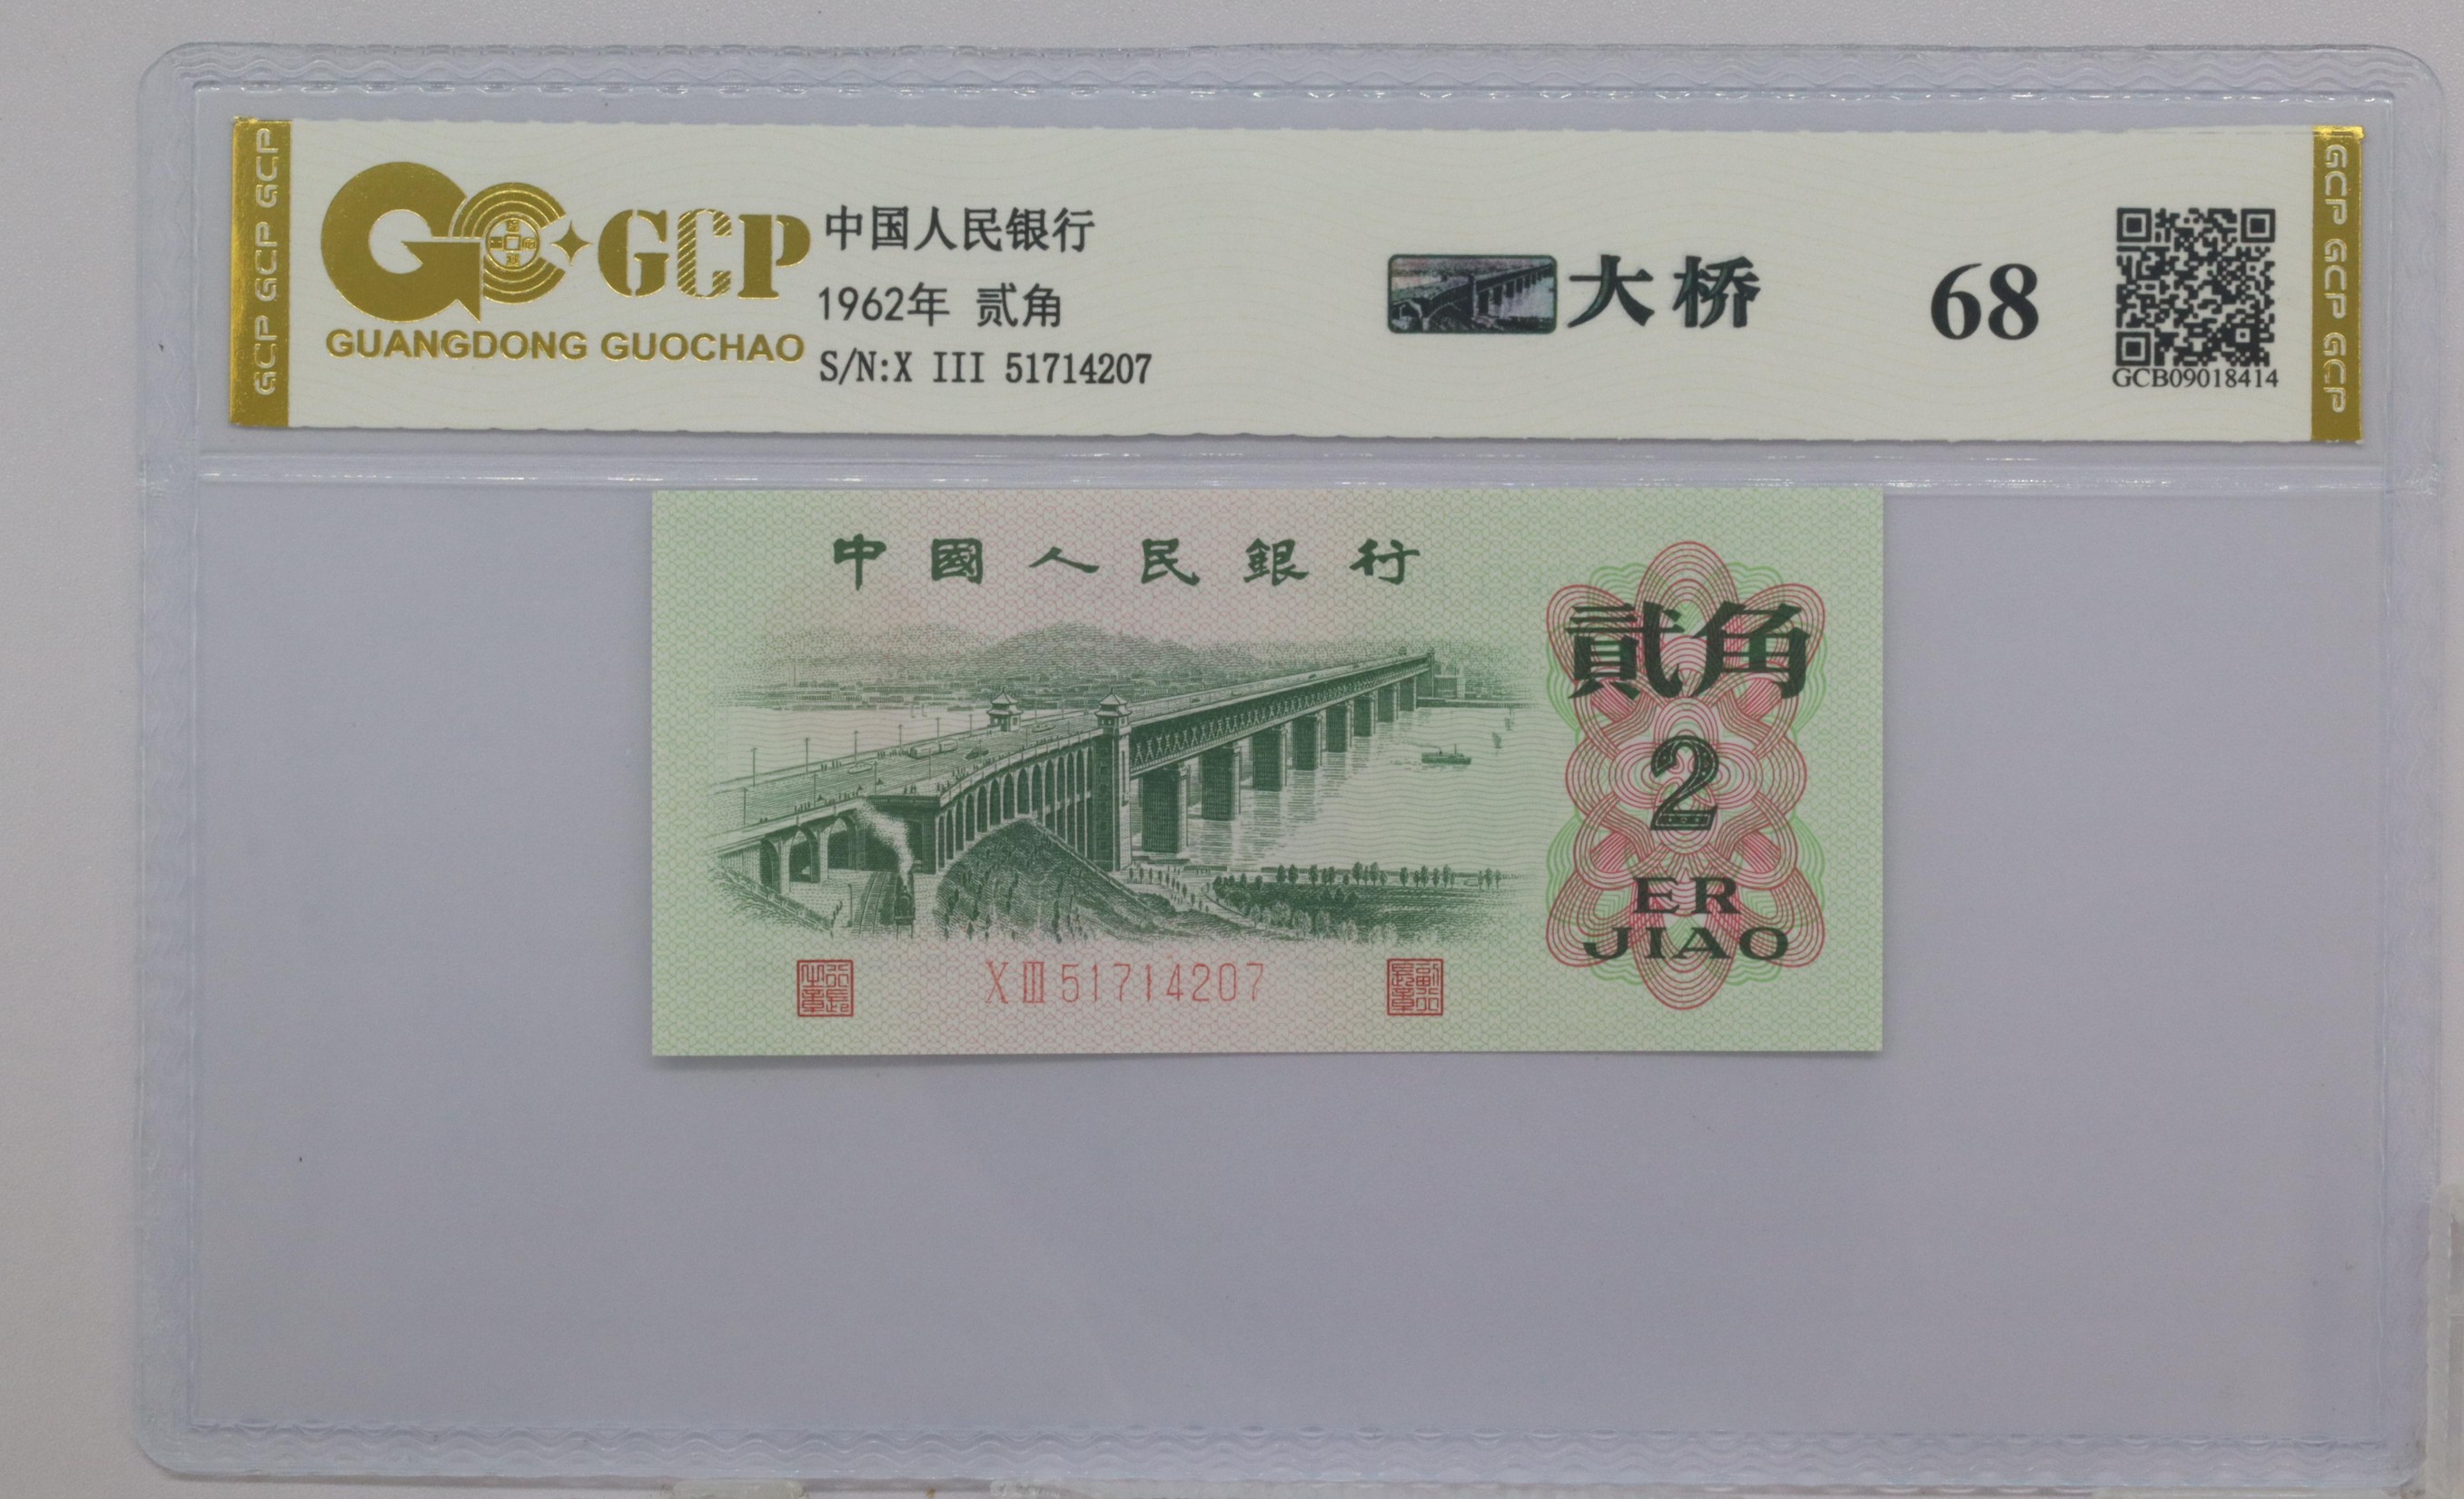 GCP GCP GCP
GCP
GUANGDONG GUOCHAO
中国人民银行
1962年 贰角
S/N:X III 51714207
大桥
68
GCB09018414
GCP GCP GCP
中國人民銀行
貳角
2
ER
JIAO
X III 51714207